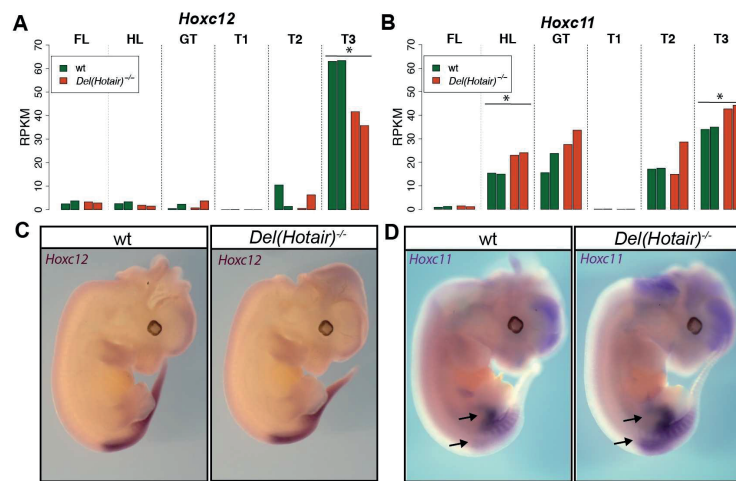 A Hoxc12
FL HL GT T1 T2 T3
70
60
50
40
30
20
10
0
RPKM
wt
Del(Hotair)-/-
*
B Hoxc11
FL HL GT T1 T2 T3
70
60
50
40
30
20
10
0
RPKM
wt
Del(Hotair)-/-
*
*
C wt Del(Hotair)-/-
Hoxc12 Hoxc12
D wt Del(Hotair)-/-
Hoxc11 Hoxc11